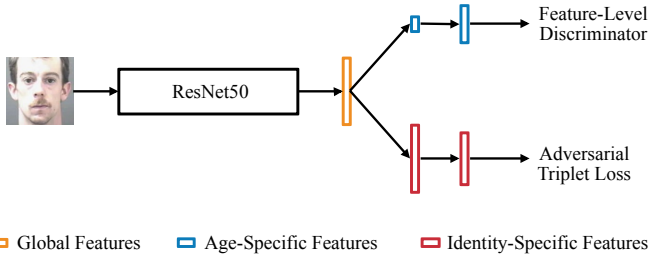 Feature-Level
Discriminator
ResNet50
Adversarial
Triplet Loss
Global Features
Age-Specific Features
Identity-Specific Features